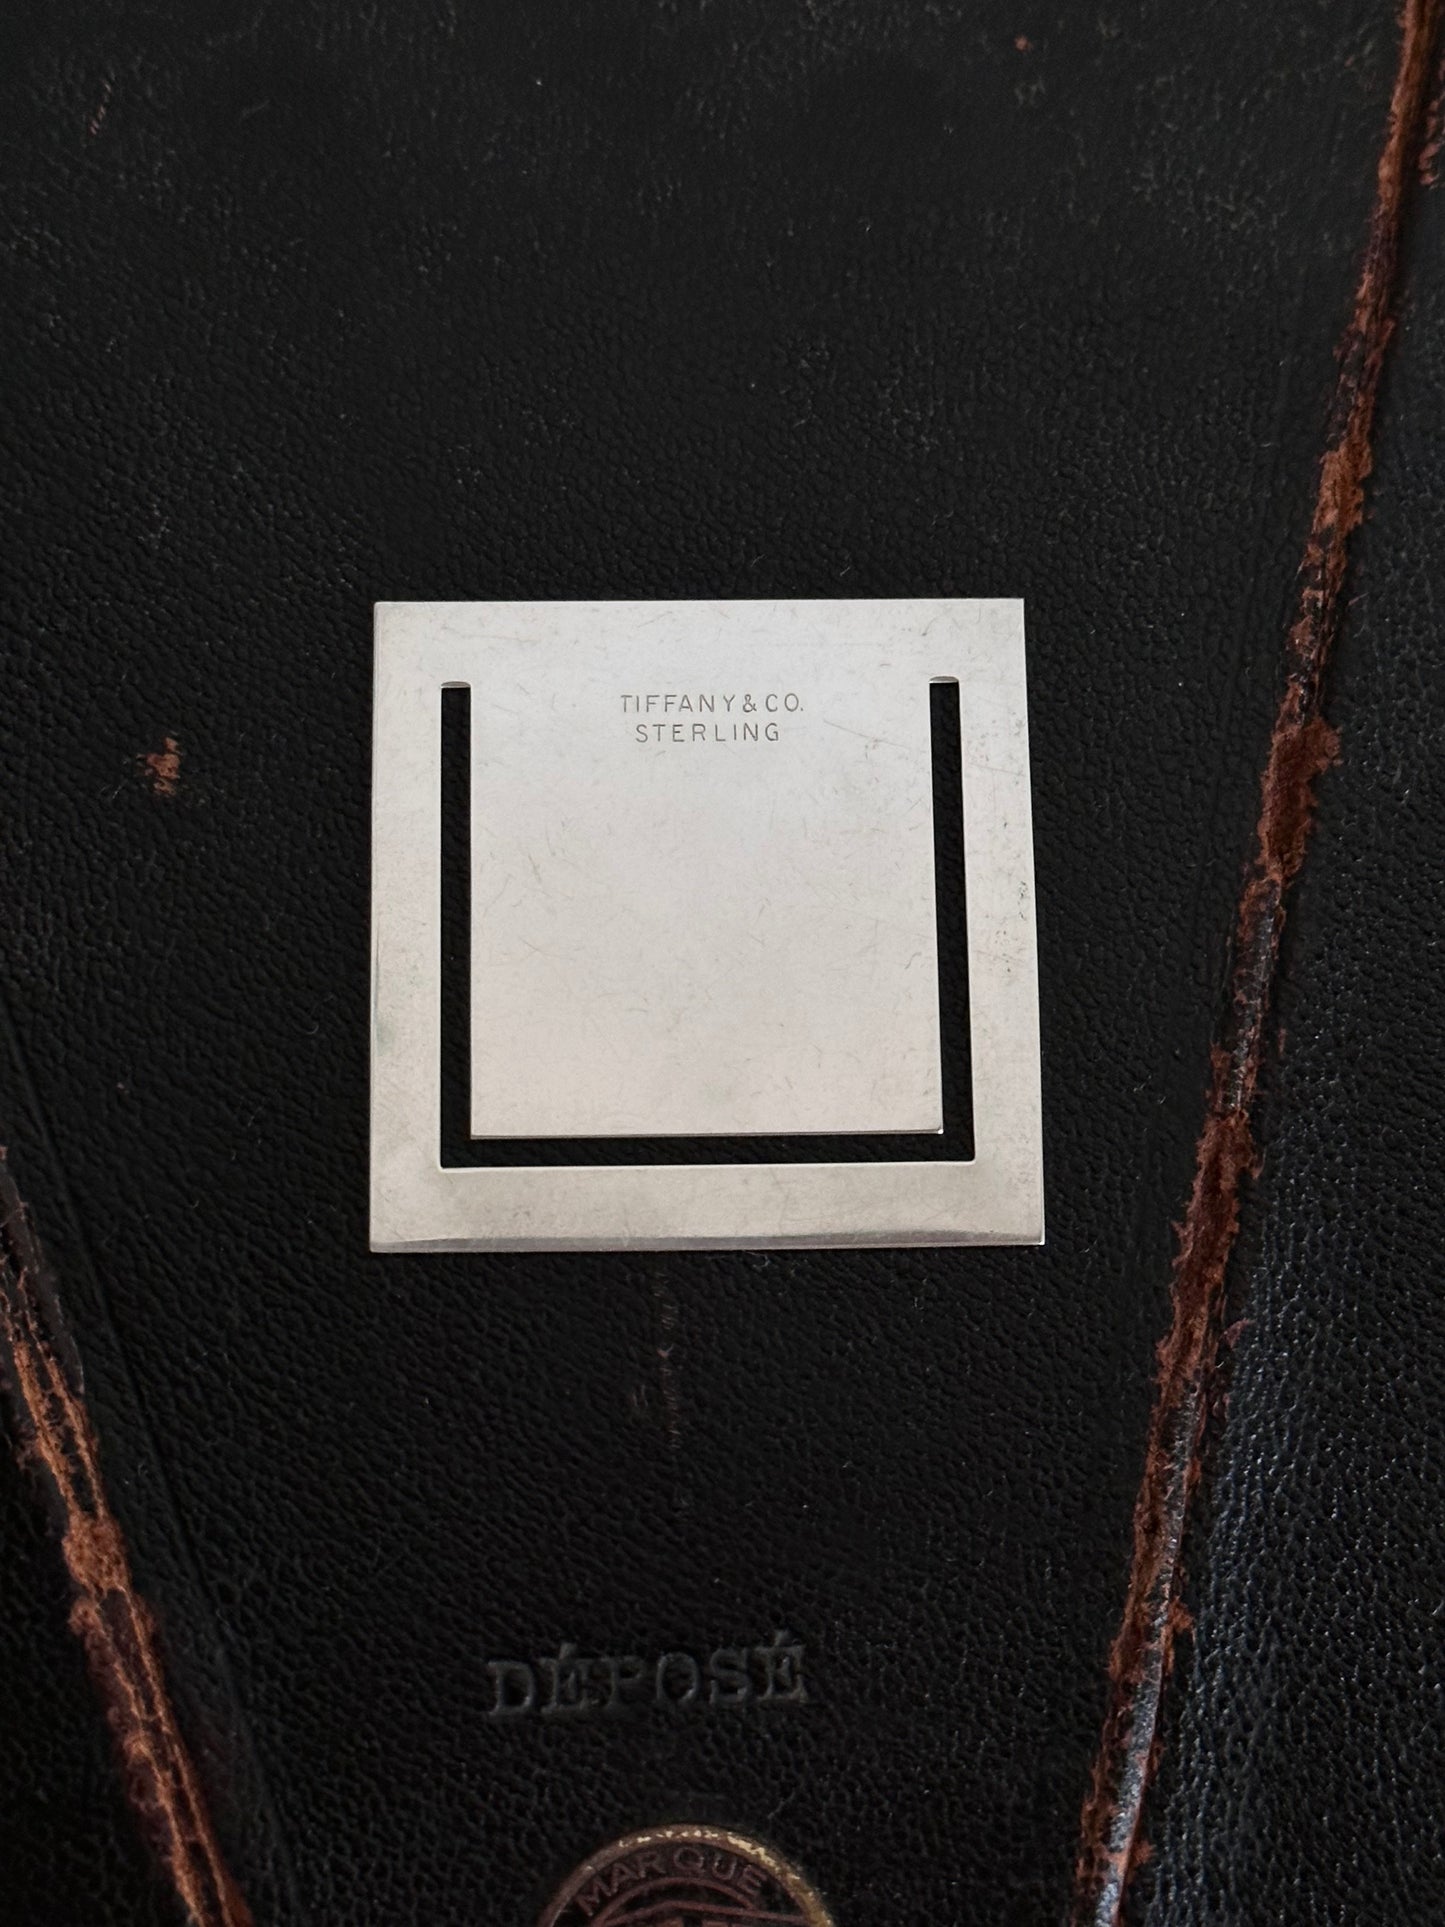 TIFFANY & CO.
STERLING
DÉPOSÉ
MARQUE